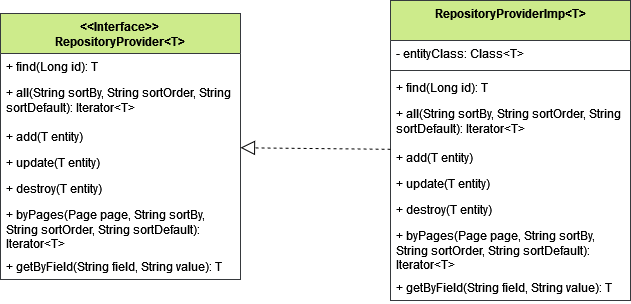 <<Interface>>
RepositoryProvider<T>
+ find(Long id): T
+ all(String sortBy, String sortOrder, String
sortDefault): Iterator<T>
+ add(T entity)
+ update(T entity)
+ destroy(T entity)
+ byPages(Page page, String sortBy,
String sortOrder, String sortDefault):
Iterator<T>
+ getByField(String field, String value): T
RepositoryProviderImp<T>
- entityClass: Class<T>
+ find(Long id): T
+ all(String sortBy, String sortOrder, String
sortDefault): Iterator<T>
+ add(T entity)
+ update(T entity)
+ destroy(T entity)
+ byPages(Page page, String sortBy,
String sortOrder, String sortDefault):
Iterator<T>
+ getByField(String field, String value): T